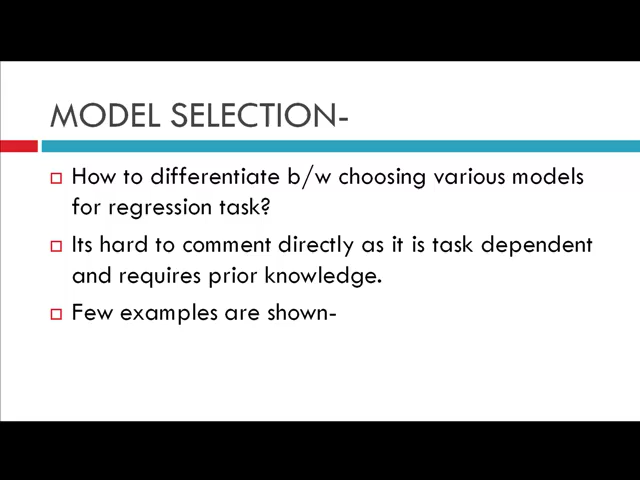 MODEL SELECTION-
How to differentiate b/w choosing various models
for regression task?
Its hard to comment directly as it is task dependent
and requires prior knowledge.
Few examples are shown-